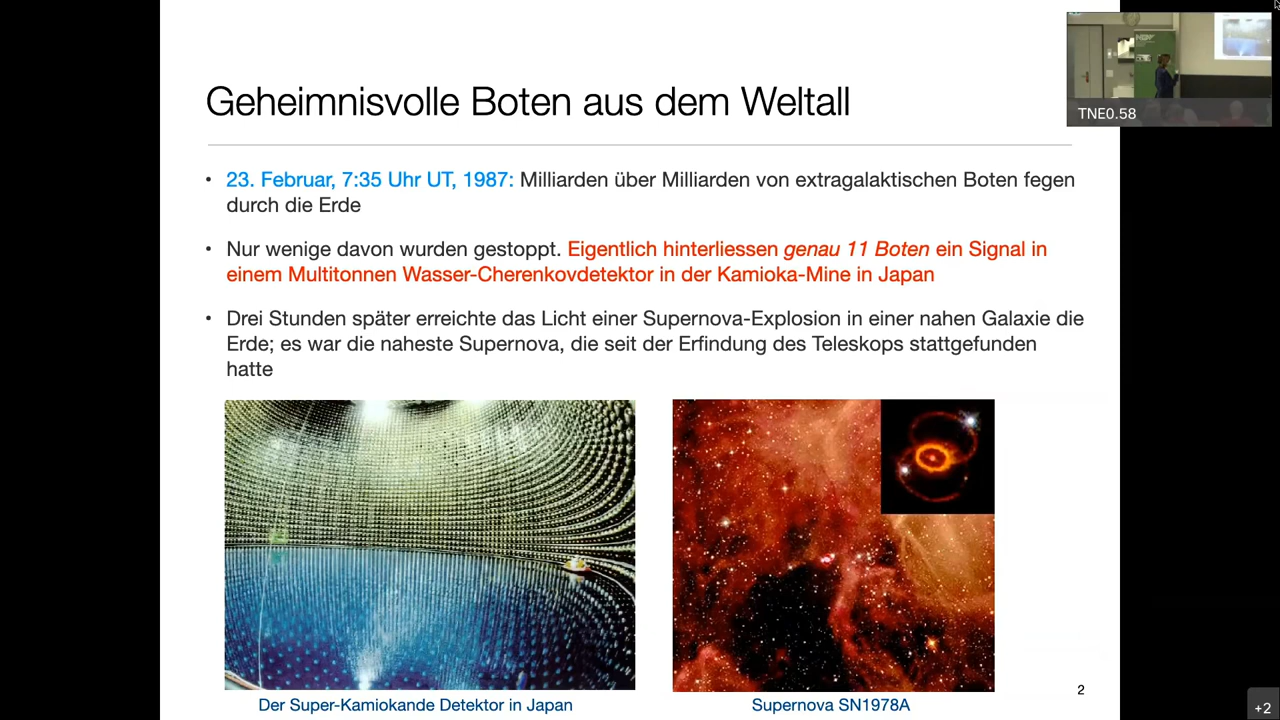 Geheimnisvolle Boten aus dem Weltall
TNE0.58
• 23. Februar, 7:35 Uhr UT, 1987: Milliarden über Milliarden von extragalaktischen Boten fegen
durch die Erde
• Nur wenige davon wurden gestoppt. Eigentlich hinterliessen genau 11 Boten ein Signal in
einem Multitonnen Wasser-Cherenkovdetektor in der Kamioka-Mine in Japan
• Drei Stunden später erreichte das Licht einer Supernova-Explosion in einer nahen Galaxie die
Erde; es war die naheste Supernova, die seit der Erfindung des Teleskops stattgefunden
hatte
Der Super-Kamiokande Detektor in Japan
Supernova SN1978A
2
+2